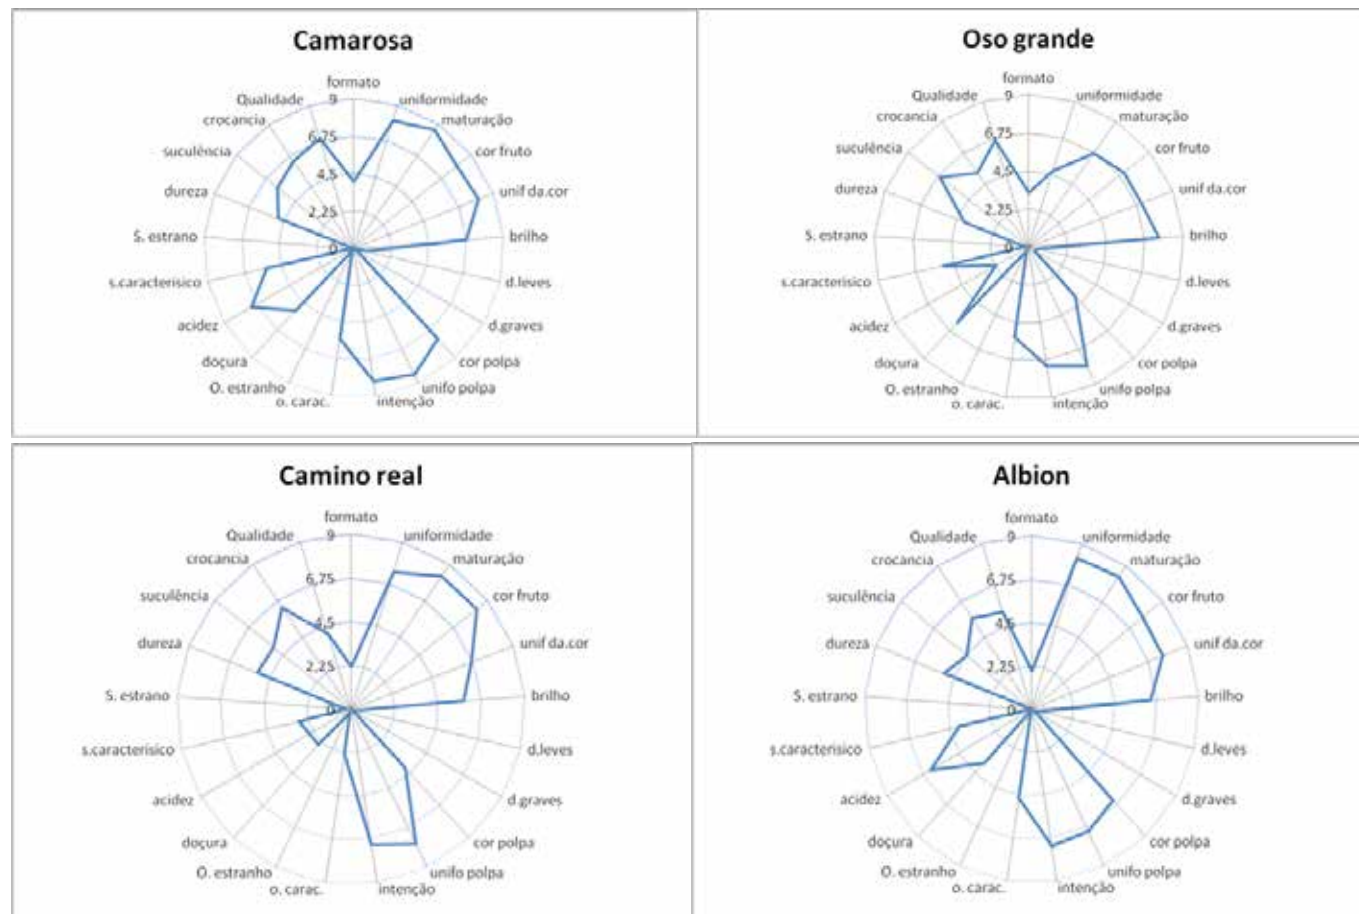 Camarosa
formato
uniformidade
maturação
cor fruto
unif da.cor
brilho
d.leves
d.graves
cor polpa
unifo polpa
intenção
o. carac.
O. estranho
doçura
acidez
s.caracterisico
S. estrano
dureza
suculência
crocancia
Qualidade
9
6,75
4,5
2,25
0
Oso grande
formato
uniformidade
maturação
cor fruto
unif da.cor
brilho
d.leves
d.graves
cor polpa
unifo polpa
intenção
o. carac.
O. estranho
doçura
acidez
s.caracterisico
S. estrano
dureza
suculência
crocancia
Qualidade
9
6,75
4,5
2,25
0
Camino real
formato
uniformidade
maturação
cor fruto
unif da.cor
brilho
d.leves
d.graves
cor polpa
unifo polpa
intenção
o. carac.
O. estranho
doçura
acidez
s.caracterisico
S. estrano
dureza
suculência
crocancia
Qualidade
9
6,75
4,5
2,25
0
Albion
formato
uniformidade
maturação
cor fruto
unif da.cor
brilho
d.leves
d.graves
cor polpa
unifo polpa
intenção
o. carac.
O. estranho
doçura
acidez
s.caracterisico
S. estrano
dureza
suculência
crocancia
Qualidade
9
6,75
4,5
2,25
0